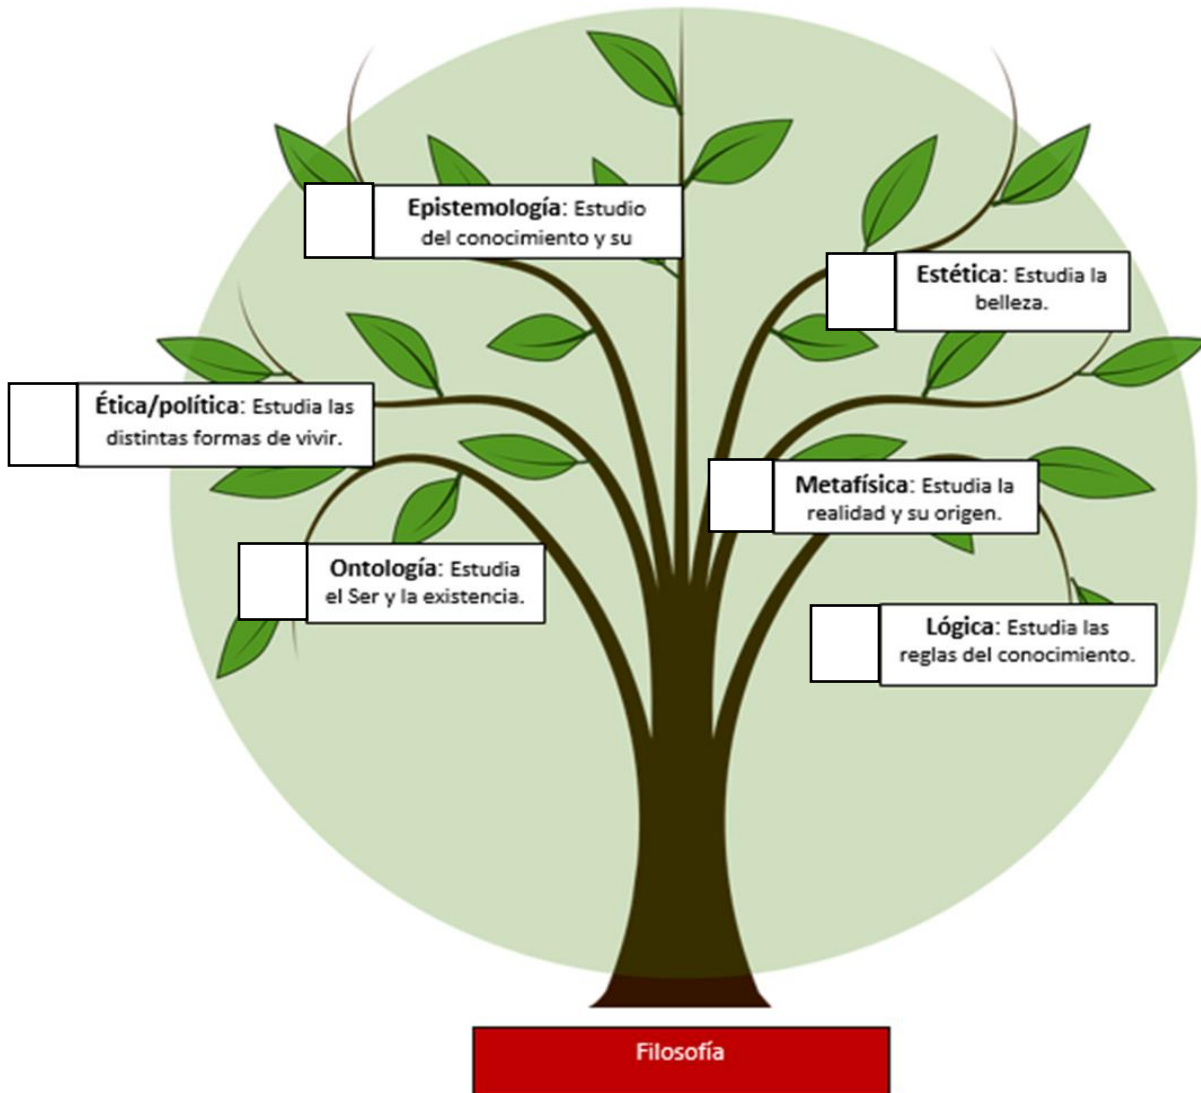 Epistemología: Estudio
del conocimiento y su
Estética: Estudia la
belleza.
Ética/política: Estudia las
distintas formas de vivir.
Metafísica: Estudia la
realidad y su origen.
Ontología: Estudia
el Ser y la existencia.
Lógica: Estudia las
reglas del conocimiento.
Filosofía